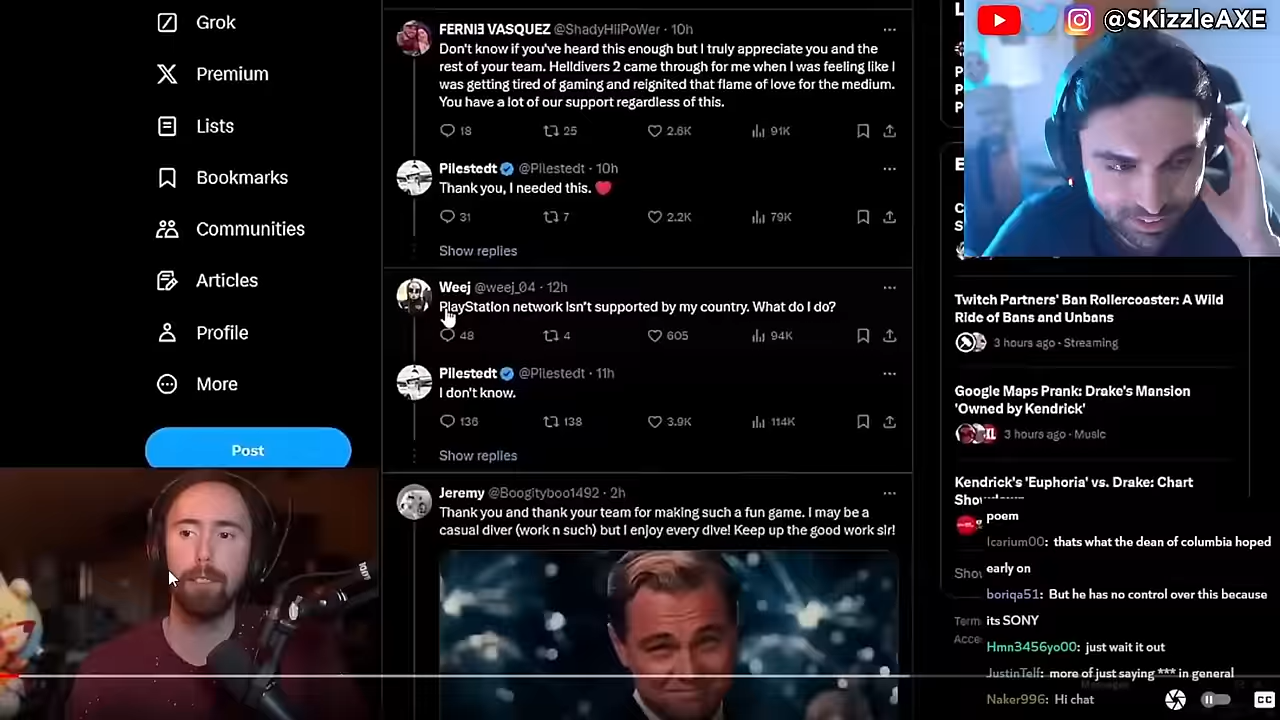 Grok
Premium
Lists
Bookmarks
Communities
Articles
Profile
More
Post
FERNIE VASQUEZ @ShadyHiiPoWer · 10h
Don't know if you've heard this enough but I truly appreciate you and the
rest of your team. Helldivers 2 came through for me when I was feeling like I
was getting tired of gaming and reignited that flame of love for the medium.
You have a lot of our support regardless of this.
18 25 2.6K 91K
Pilestedt @Pilestedt · 10h
Thank you, I needed this. ❤️
31 7 2.2K 79K
Show replies
Weej @weej_04 · 12h
PlayStation network isn't supported by my country. What do I do?
48 4 605 94K
Pilestedt @Pilestedt · 11h
I don't know.
136 138 3.9K 114K
Show replies
Jeremy @Boogityboo1492 · 2h
Thank you and thank your team for making such a fun game. I may be a
casual diver (work n such) but I enjoy every dive! Keep up the good work sir!
@SKizzleAXE
Twitch Partners' Ban Rollercoaster: A Wild
Ride of Bans and Unbans
3 hours ago · Streaming
Google Maps Prank: Drake's Mansion
'Owned by Kendrick'
3 hours ago · Music
Kendrick's 'Euphoria' vs. Drake: Chart
poem
Icarium00: thats what the dean of columbia hoped
early on
boriqa51: But he has no control over this because
its SONY
Hmn3456yo00: just wait it out
JustinTelf: more of just saying *** in general
Naker996: Hi chat
CC